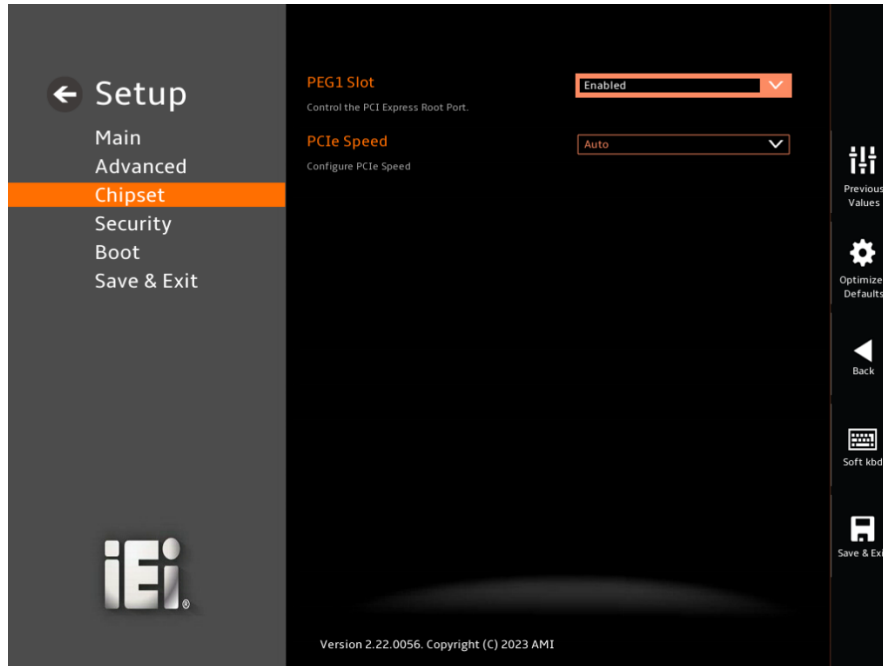 Setup
Main
Advanced
Chipset
Security
Boot
Save & Exit
iEi®
PEG1 Slot
Enabled
Control the PCI Express Root Port.
PCIe Speed
Auto
Configure PCIe Speed
Version 2.22.0056. Copyright (C) 2023 AMI
Previous
Values
Optimize
Defaults
Back
Soft kbd
Save & Exi